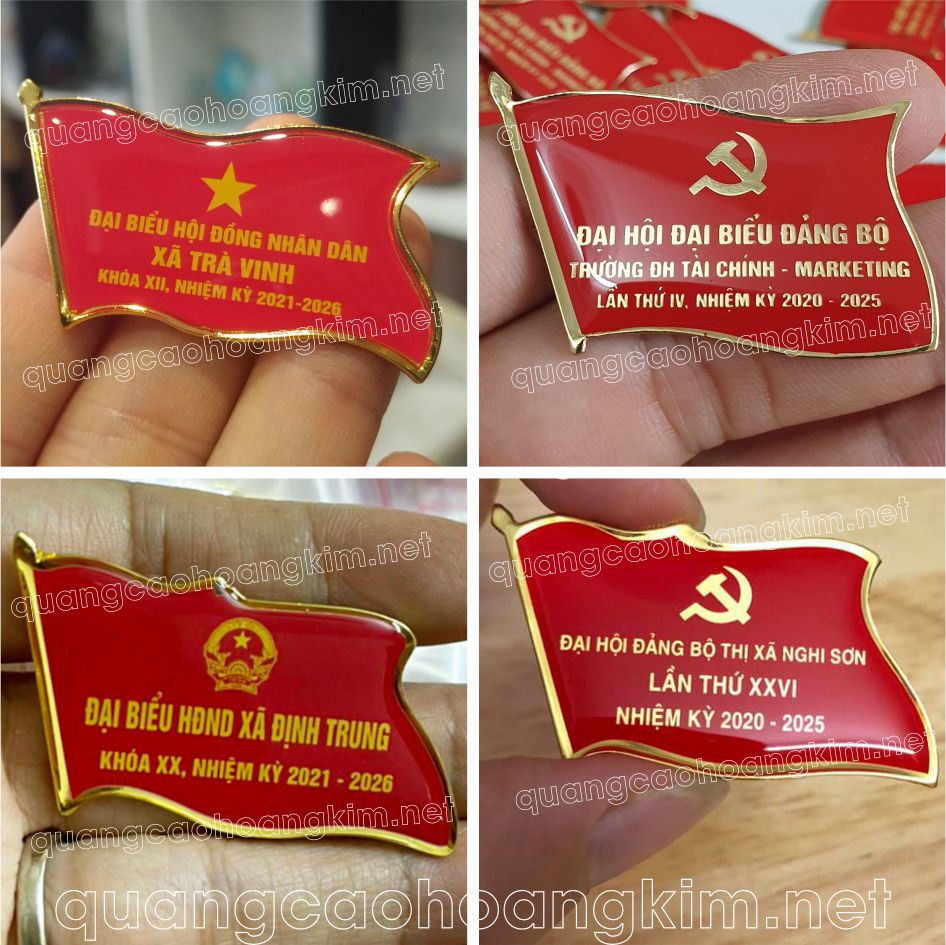 quangcaohoangkim.net
ĐẠI BIỂU HỘI ĐỒNG NHÂN DÂN
XÃ TRÀ VINH
KHÓA XII, NHIỆM KỲ 2021-2026
quangcaohoangkim.net
quangcaohoangkim.net
ĐẠI HỘI ĐẠI BIỂU ĐẢNG BỘ
TRƯỜNG ĐH TÀI CHÍNH - MARKETING
LẦN THỨ IV, NHIỆM KỲ 2020 - 2025
quangcaohoangkim.net
quangcaohoangkim.net
ĐẠI BIỂU HĐND XÃ ĐỊNH TRUNG
KHÓA XX, NHIỆM KỲ 2021 - 2026
quangcaohoangkim.net
quangcaohoangkim.net
ĐẠI HỘI ĐẢNG BỘ THỊ XÃ NGHI SƠN
LẦN THỨ XXVI
NHIỆM KỲ 2020 - 2025
quangcaohoangkim.net
quangcaohoangkim.net